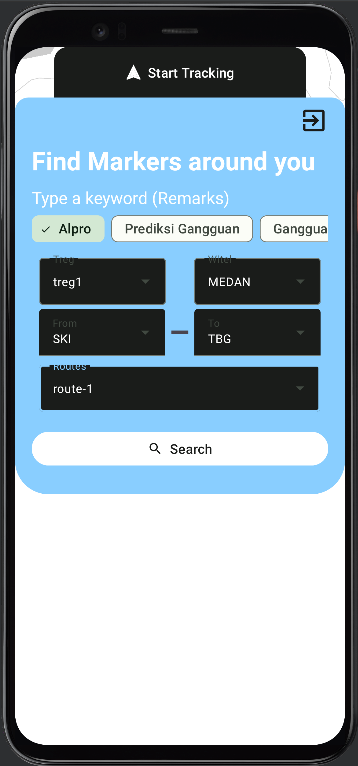 Start Tracking
Find Markers around you
Type a keyword (Remarks)
Alpro Prediksi Gangguan Ganggua
Treg Witel
treg1 MEDAN
From To
SKI TBG
Routes
route-1
Search